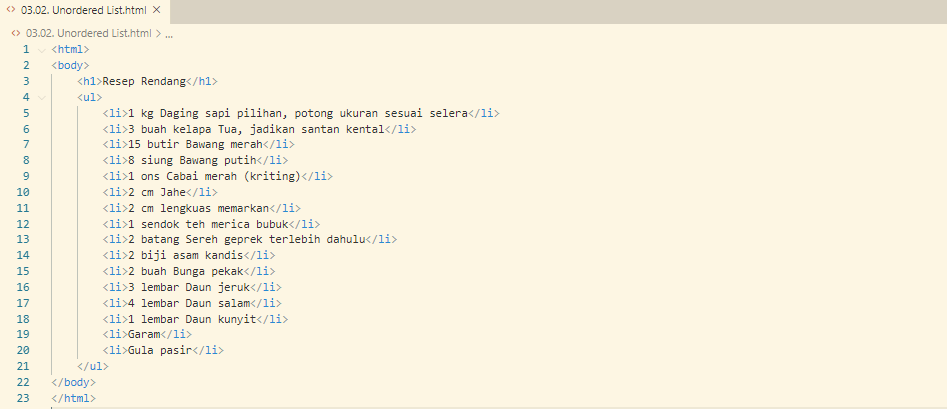 <> 03.02. Unordered List.html ×
<> 03.02. Unordered List.html > ...
1 <html>
2 <body>
3 <h1>Resep Rendang</h1>
4 <ul>
5 <li>1 kg Daging sapi pilihan, potong ukuran sesuai selera</li>
6 <li>3 buah kelapa Tua, jadikan santan kental</li>
7 <li>15 butir Bawang merah</li>
8 <li>8 siung Bawang putih</li>
9 <li>1 ons Cabai merah (kriting)</li>
10 <li>2 cm Jahe</li>
11 <li>2 cm lengkuas memarkan</li>
12 <li>1 sendok teh merica bubuk</li>
13 <li>2 batang Sereh geprek terlebih dahulu</li>
14 <li>2 biji asam kandis</li>
15 <li>2 buah Bunga pekak</li>
16 <li>3 lembar Daun jeruk</li>
17 <li>4 lembar Daun salam</li>
18 <li>1 lembar Daun kunyit</li>
19 <li>Garam</li>
20 <li>Gula pasir</li>
21 </ul>
22 </body>
23 </html>